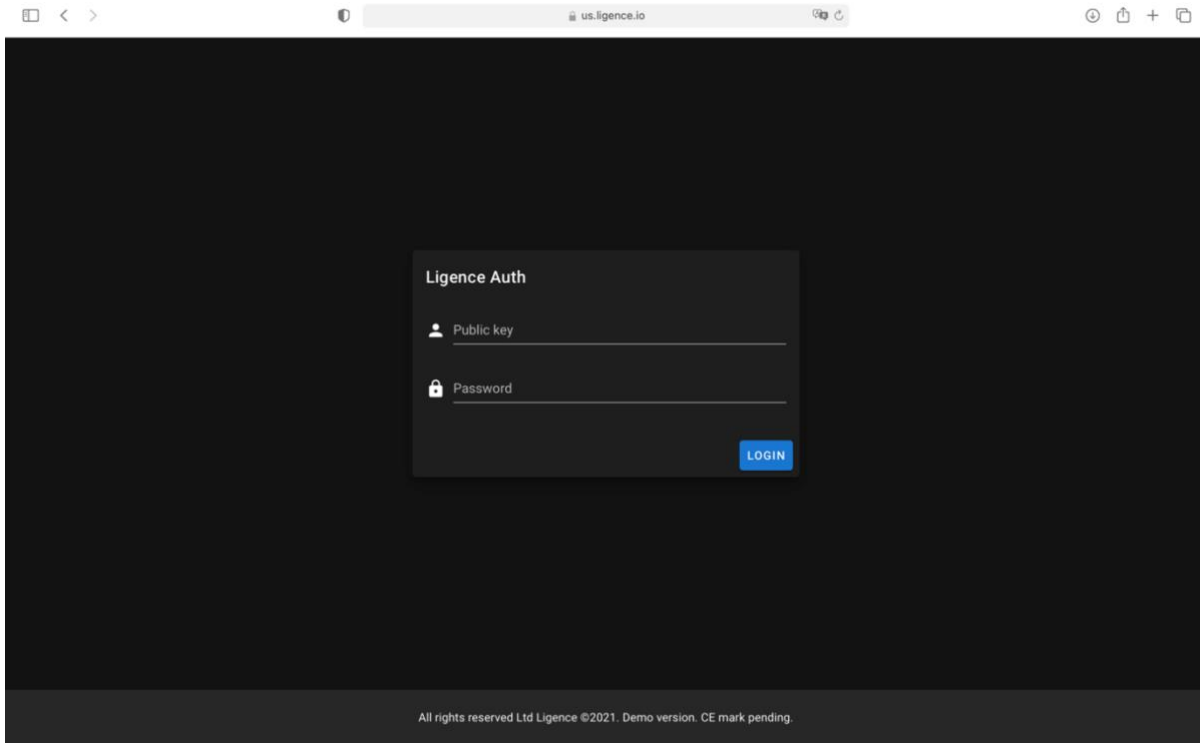 us.ligence.io
Ligence Auth
Public key
Password
LOGIN
All rights reserved Ltd Ligence ©2021. Demo version. CE mark pending.